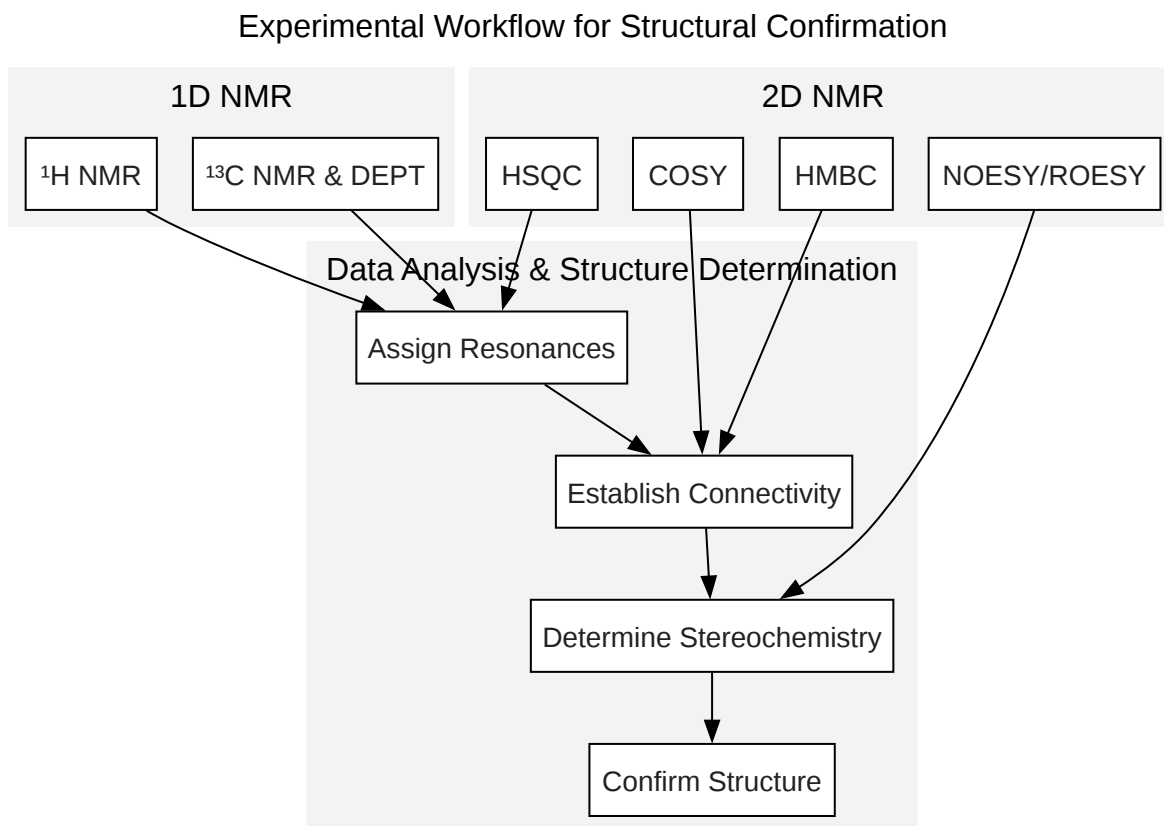 Experimental Workflow for Structural Confirmation
1D NMR
2D NMR
¹H NMR
¹³C NMR & DEPT
HSQC
COSY
HMBC
NOESY/ROESY
Data Analysis & Structure Determination
Assign Resonances
Establish Connectivity
Determine Stereochemistry
Confirm Structure